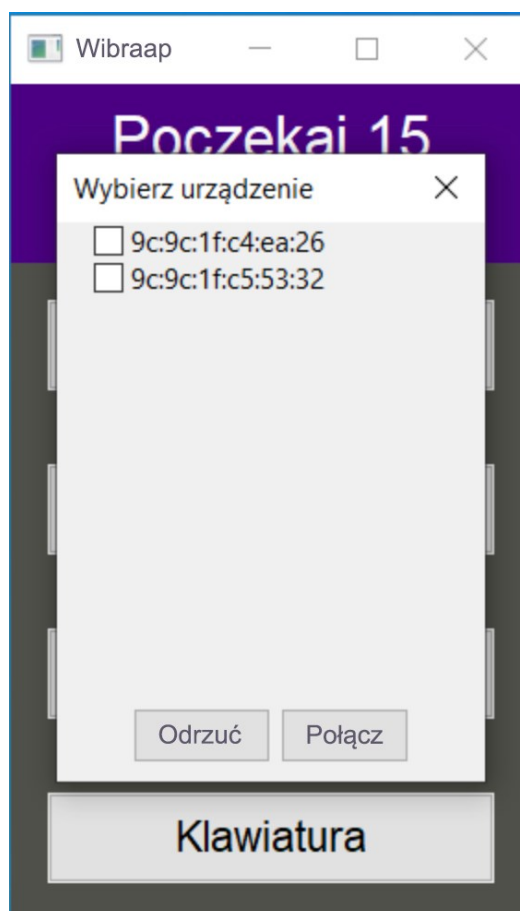 Wibraap
Poczekaj 15
Wybierz urządzenie
9c:9c:1f:c4:ea:26
9c:9c:1f:c5:53:32
Odrzuć
Połącz
Klawiatura